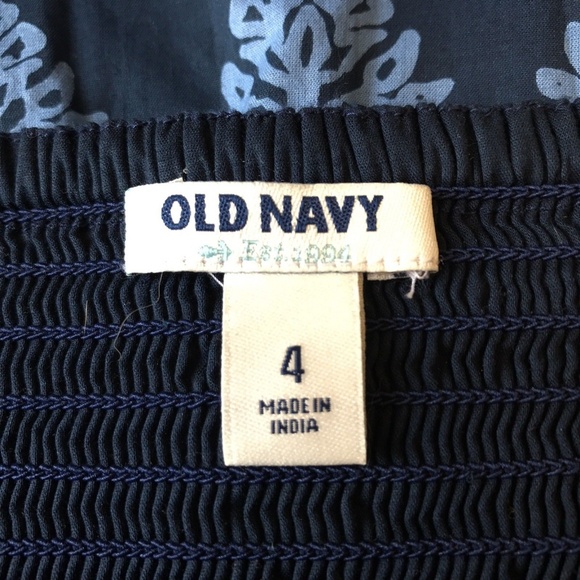 OLD NAVY
Est. 1994
4
MADE IN
INDIA